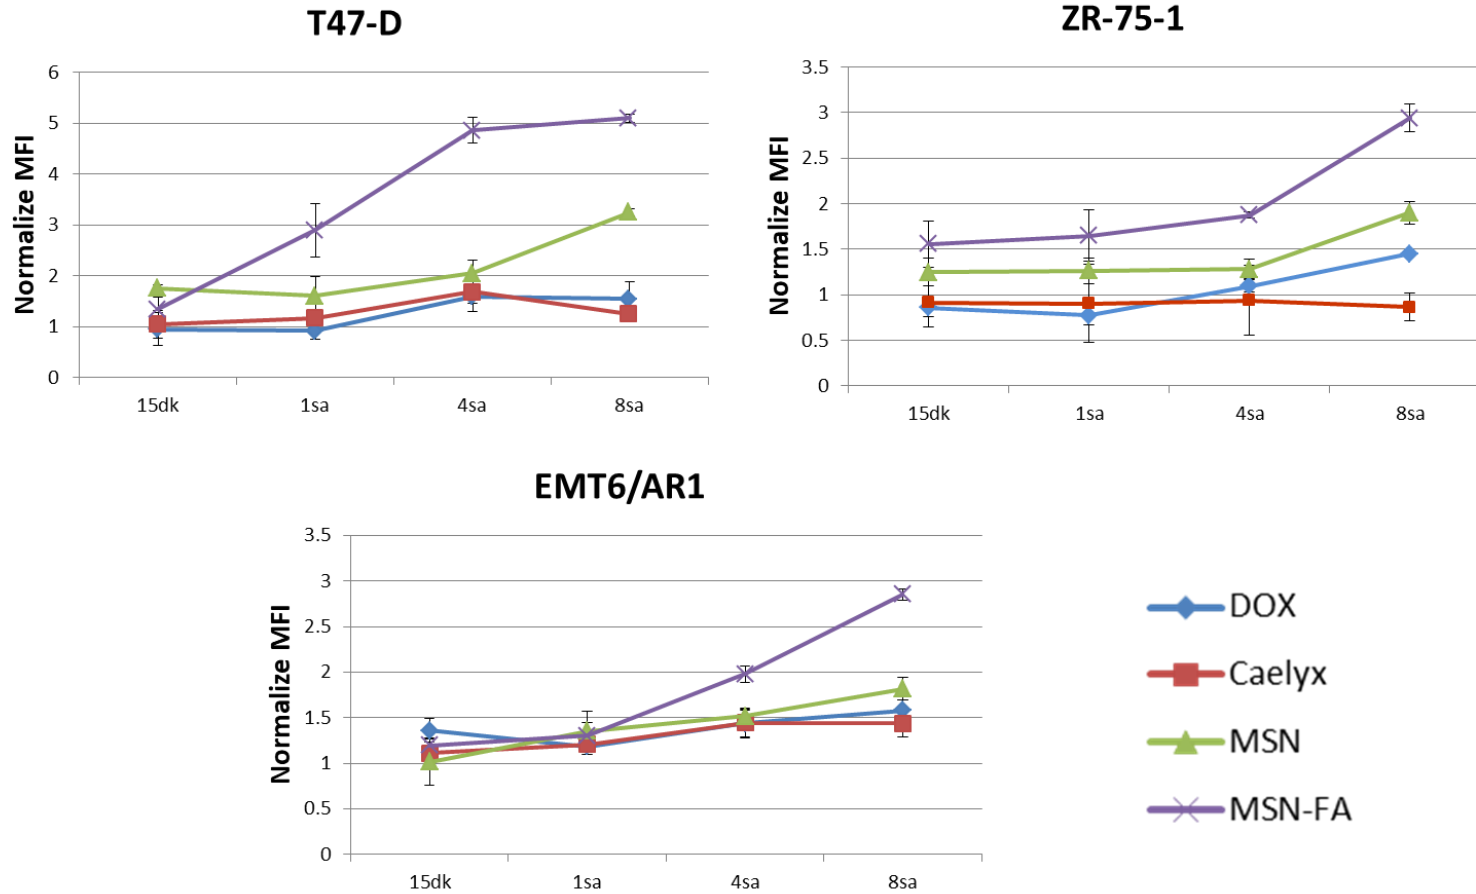 T47-D
Normalize MFI
6
5
4
3
2
1
0
15dk 1sa 4sa 8sa
ZR-75-1
Normalize MFI
3.5
3
2.5
2
1.5
1
0.5
0
15dk 1sa 4sa 8sa
EMT6/AR1
Normalize MFI
3.5
3
2.5
2
1.5
1
0.5
0
15dk 1sa 4sa 8sa
DOX
Caelyx
MSN
MSN-FA